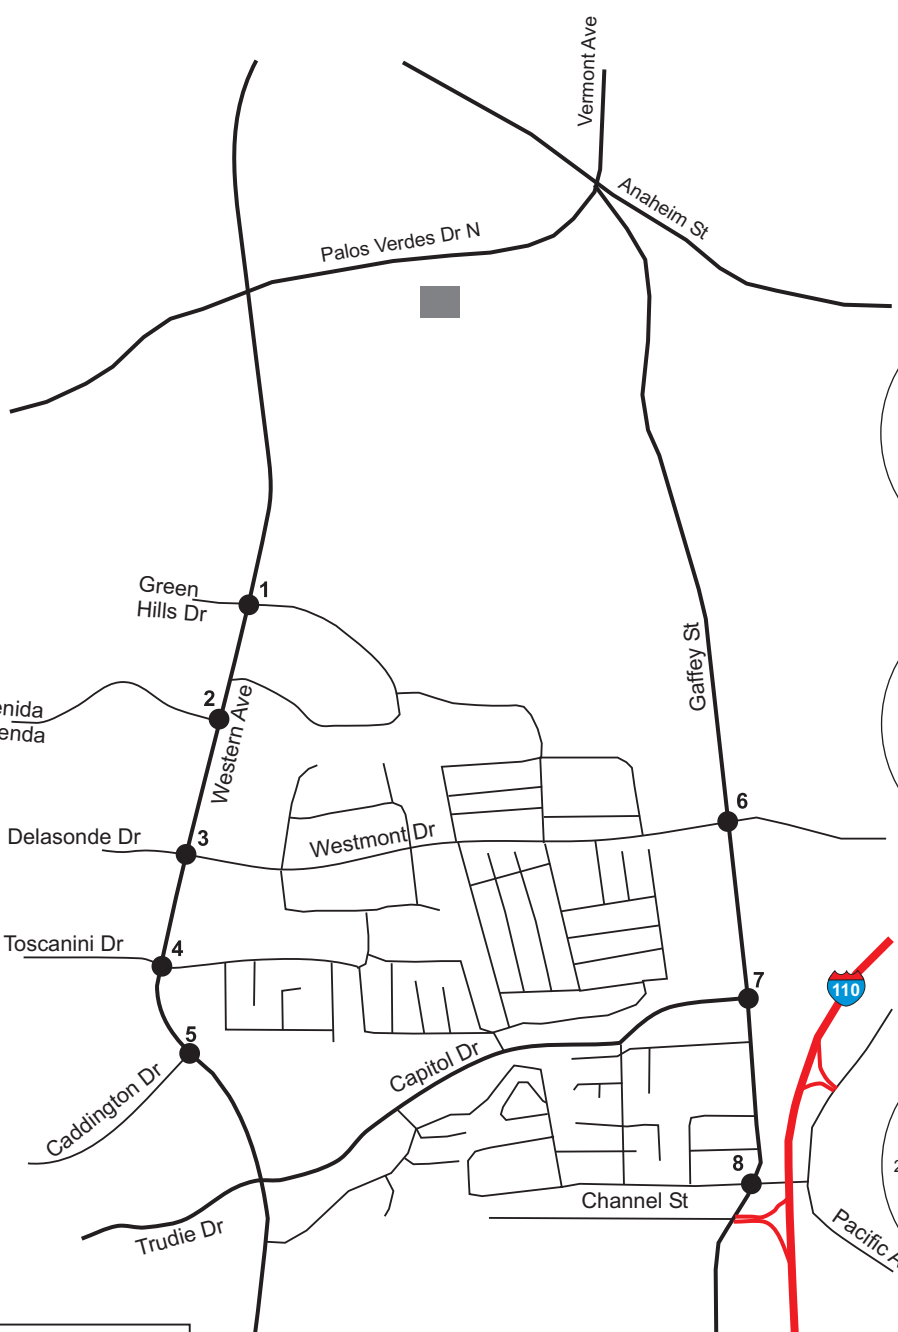 Vermont Ave
Anaheim St
Palos Verdes Dr N
Green
Hills Dr
1
Gaffey St
2
Western Ave
6
Delasonde Dr
3
Westmont Dr
Toscanini Dr
4
7
110
5
Capitol Dr
Caddington Dr
8
Channel St
Trudie Dr
Pacific